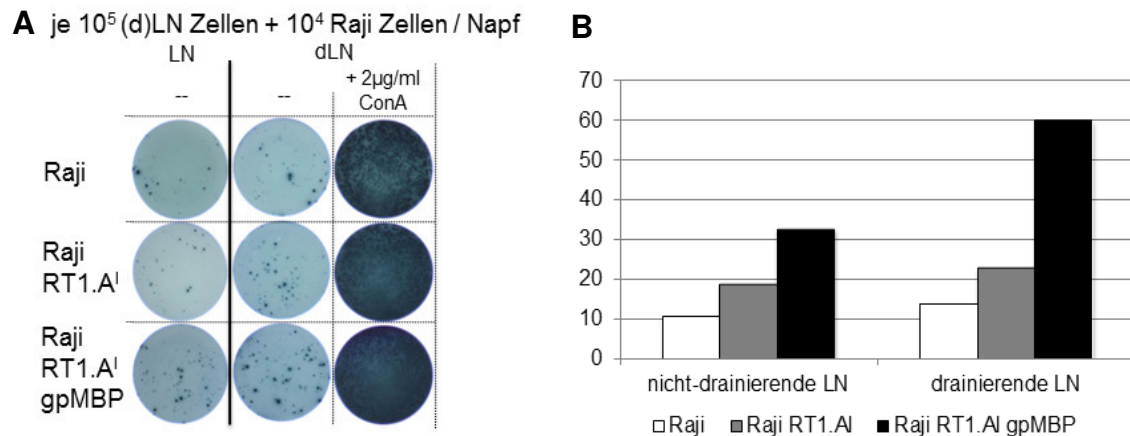 A je 10⁵ (d)LN Zellen + 10⁴ Raji Zellen / Napf
LN dLN
-- -- + 2µg/ml
ConA
Raji
Raji
RT1.Aˡ
Raji
RT1.Aˡ
gpMBP
B
70
60
50
40
30
20
10
0
nicht-drainierende LN drainierende LN
Raji Raji RT1.Al Raji RT1.Al gpMBP